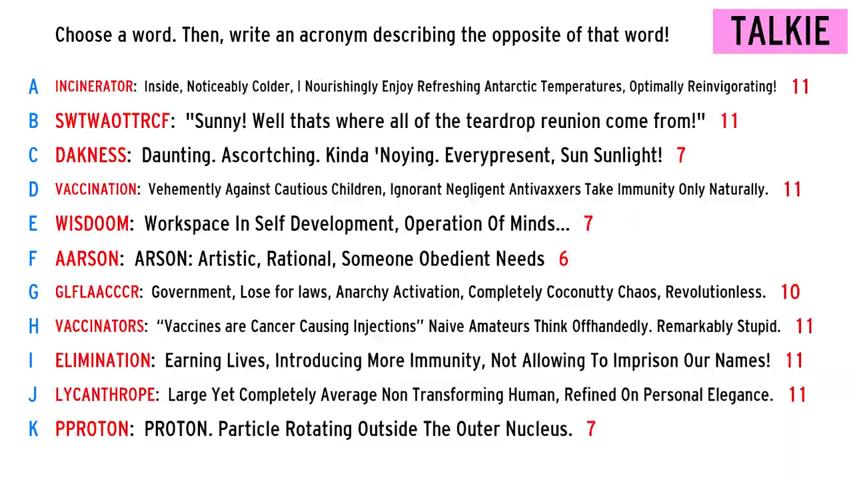 Choose a word. Then, write an acronym describing the opposite of that word!
TALKIE
A INCINERATOR: Inside, Noticeably Colder, I Nourishingly Enjoy Refreshing Antarctic Temperatures, Optimally Reinvigorating! 11
B SWTWAOTTRCF: "Sunny! Well thats where all of the teardrop reunion come from!" 11
C DAKNESS: Daunting. Ascortching. Kinda 'Noying. Everypresent, Sun Sunlight! 7
D VACCINATION: Vehemently Against Cautious Children, Ignorant Negligent Antivaxxers Take Immunity Only Naturally. 11
E WISDOOM: Workspace In Self Development, Operation Of Minds... 7
F AARSON: ARSON: Artistic, Rational, Someone Obedient Needs 6
G GLFLAACCCR: Government, Lose for laws, Anarchy Activation, Completely Coconutty Chaos, Revolutionless. 10
H VACCINATORS: “Vaccines are Cancer Causing Injections” Naive Amateurs Think Offhandedly. Remarkably Stupid. 11
I ELIMINATION: Earning Lives, Introducing More Immunity, Not Allowing To Imprison Our Names! 11
J LYCANTHROPE: Large Yet Completely Average Non Transforming Human, Refined On Personal Elegance. 11
K PPROTON: PROTON. Particle Rotating Outside The Outer Nucleus. 7